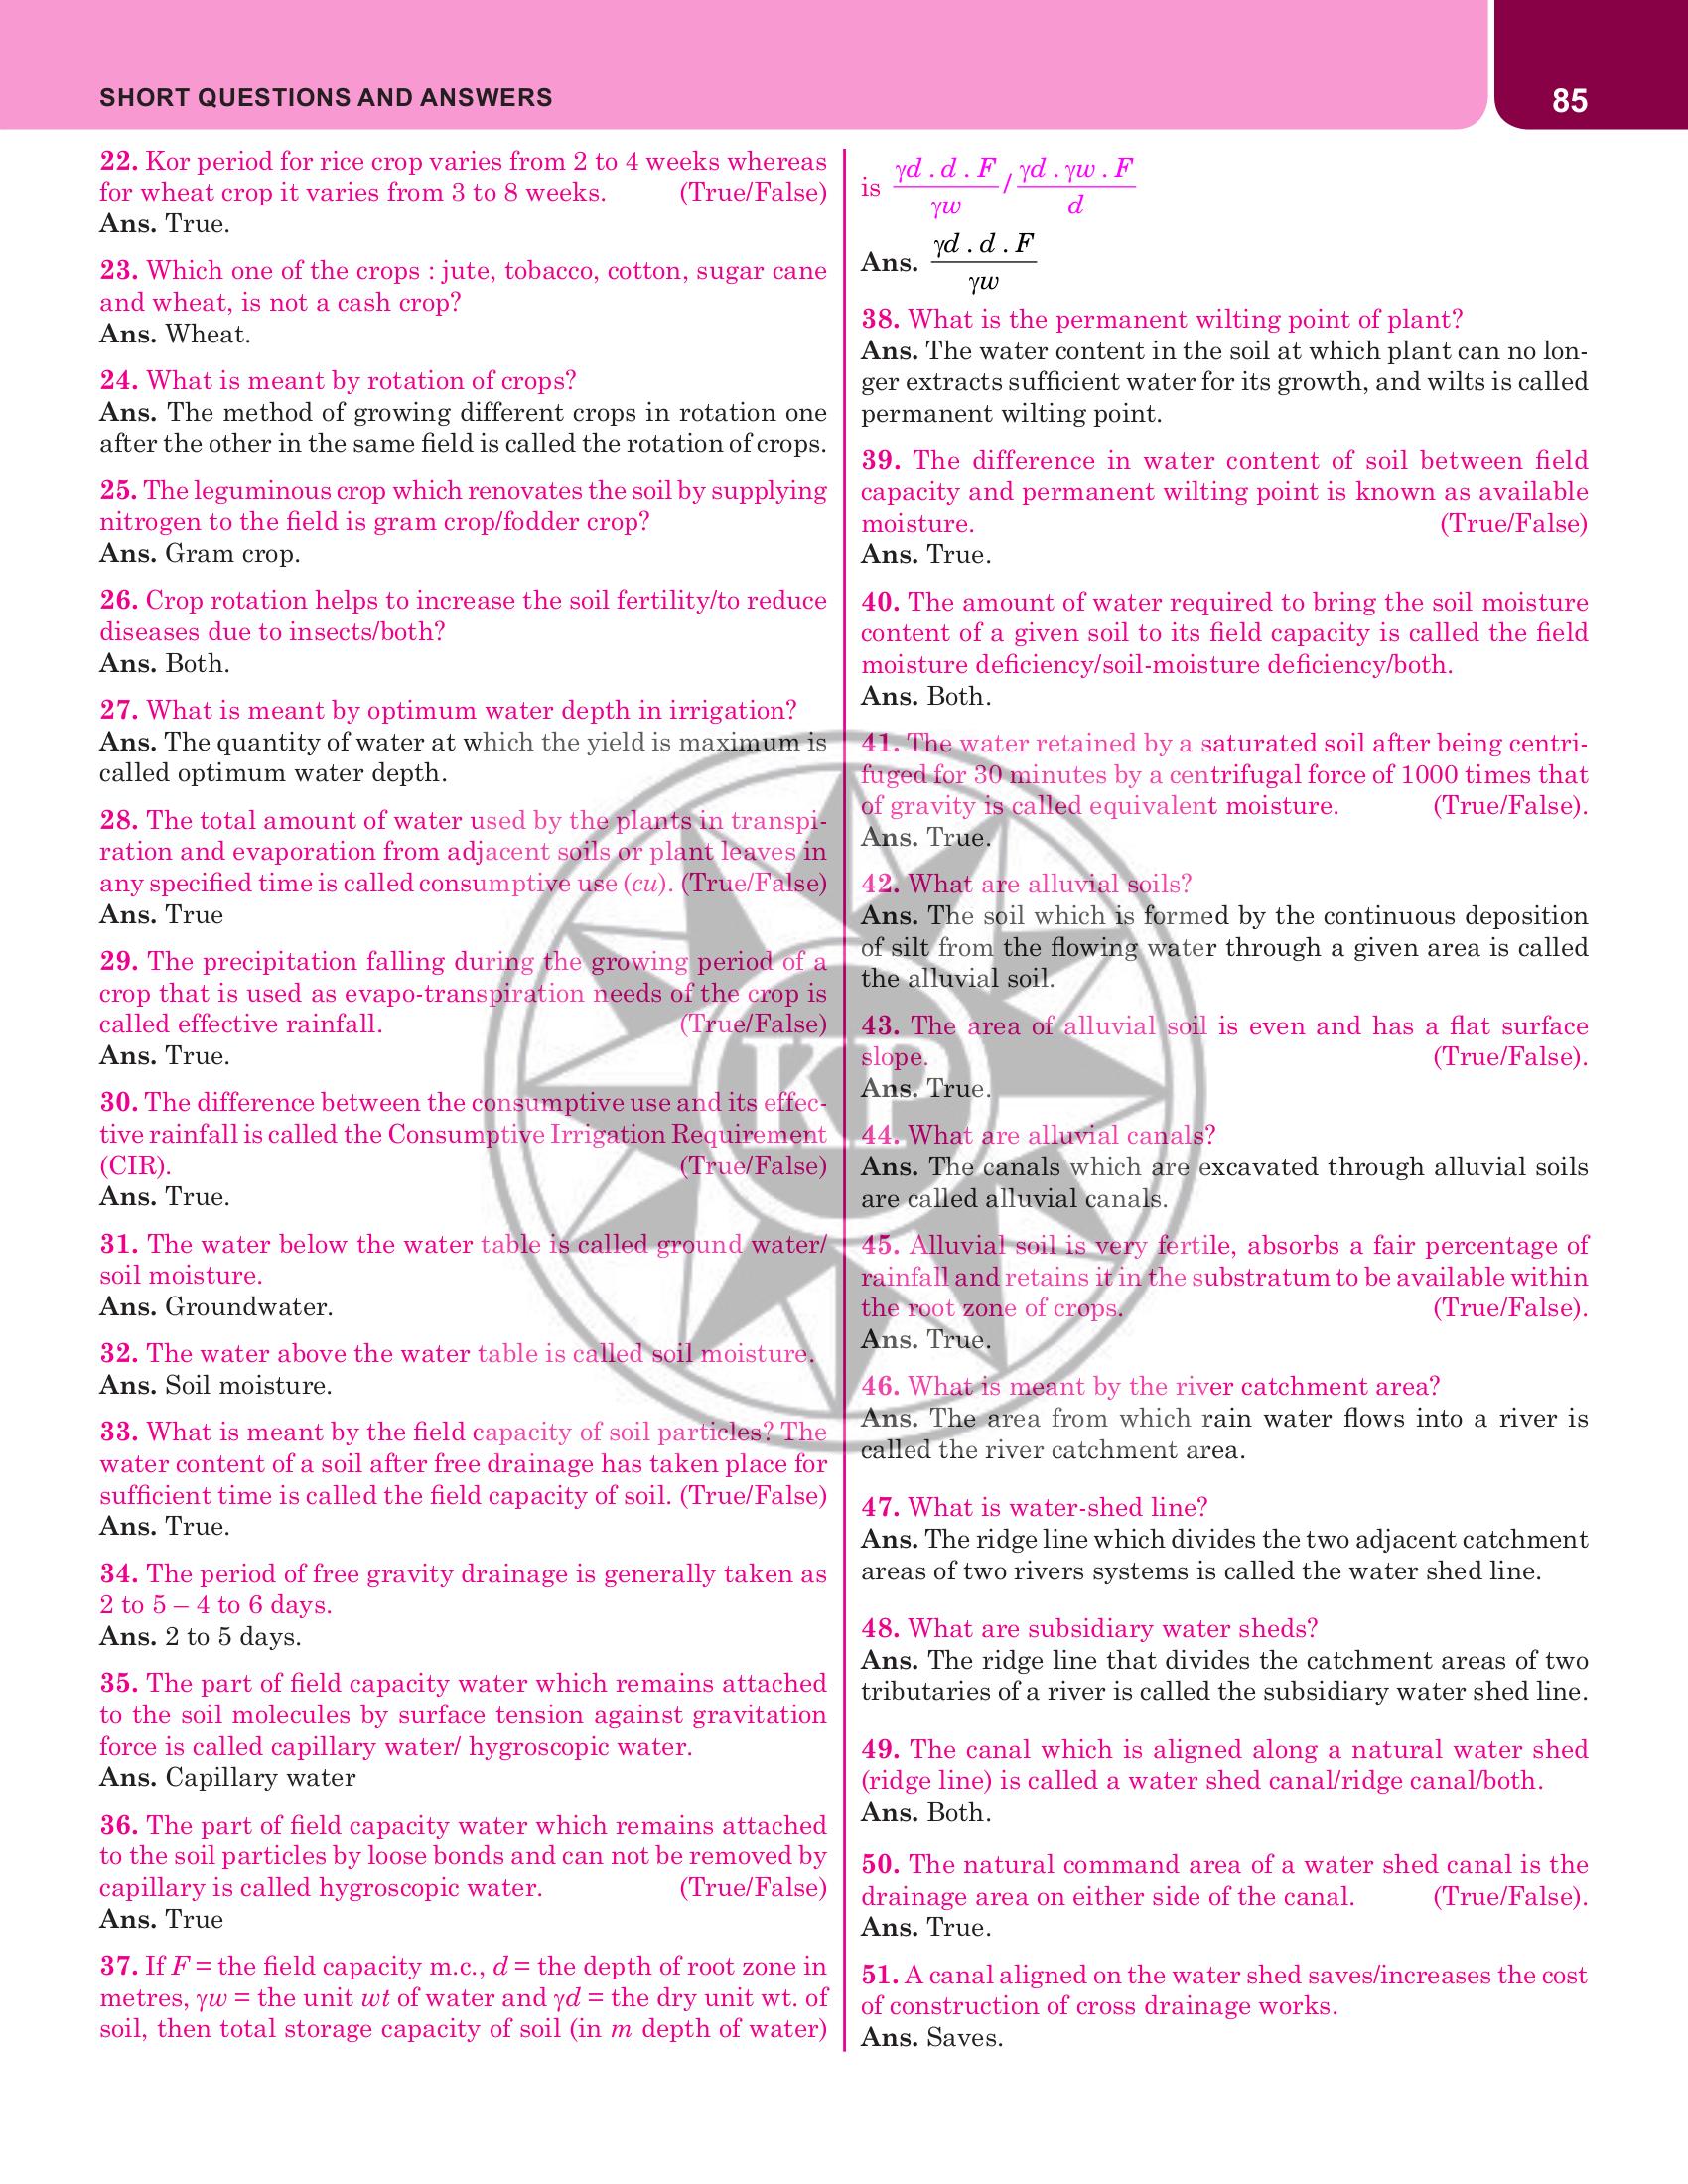 SHORT QUESTIONS AND ANSWERS
85
22. Kor period for rice crop varies from 2 to 4 weeks whereas
for wheat crop it varies from 3 to 8 weeks. (True/False)
Ans. True.
23. Which one of the crops : jute, tobacco, cotton, sugar cane
and wheat, is not a cash crop?
Ans. Wheat.
24. What is meant by rotation of crops?
Ans. The method of growing different crops in rotation one
after the other in the same field is called the rotation of crops.
25. The leguminous crop which renovates the soil by supplying
nitrogen to the field is gram crop/fodder crop?
Ans. Gram crop.
26. Crop rotation helps to increase the soil fertility/to reduce
diseases due to insects/both?
Ans. Both.
27. What is meant by optimum water depth in irrigation?
Ans. The quantity of water at which the yield is maximum is
called optimum water depth.
28. The total amount of water used by the plants in transpi-
ration and evaporation from adjacent soils or plant leaves in
any specified time is called consumptive use (cu). (True/False)
Ans. True
29. The precipitation falling during the growing period of a
crop that is used as evapo-transpiration needs of the crop is
called effective rainfall. (True/False)
Ans. True.
30. The difference between the consumptive use and its effec-
tive rainfall is called the Consumptive Irrigation Requirement
(CIR). (True/False)
Ans. True.
31. The water below the water table is called ground water/
soil moisture.
Ans. Groundwater.
32. The water above the water table is called soil moisture.
Ans. Soil moisture.
33. What is meant by the field capacity of soil particles? The
water content of a soil after free drainage has taken place for
sufficient time is called the field capacity of soil. (True/False)
Ans. True.
34. The period of free gravity drainage is generally taken as
2 to 5 – 4 to 6 days.
Ans. 2 to 5 days.
35. The part of field capacity water which remains attached
to the soil molecules by surface tension against gravitation
force is called capillary water/ hygroscopic water.
Ans. Capillary water
36. The part of field capacity water which remains attached
to the soil particles by loose bonds and can not be removed by
capillary is called hygroscopic water. (True/False)
Ans. True
37. If F = the field capacity m.c., d = the depth of root zone in
metres, γw = the unit wt of water and γd = the dry unit wt. of
soil, then total storage capacity of soil (in m depth of water)
is γd . d . F / γd . γw . F
γw d
Ans. γd . d . F
γw
38. What is the permanent wilting point of plant?
Ans. The water content in the soil at which plant can no lon-
ger extracts sufficient water for its growth, and wilts is called
permanent wilting point.
39. The difference in water content of soil between field
capacity and permanent wilting point is known as available
moisture. (True/False)
Ans. True.
40. The amount of water required to bring the soil moisture
content of a given soil to its field capacity is called the field
moisture deficiency/soil-moisture deficiency/both.
Ans. Both.
41. The water retained by a saturated soil after being centri-
fuged for 30 minutes by a centrifugal force of 1000 times that
of gravity is called equivalent moisture. (True/False).
Ans. True.
42. What are alluvial soils?
Ans. The soil which is formed by the continuous deposition
of silt from the flowing water through a given area is called
the alluvial soil.
43. The area of alluvial soil is even and has a flat surface
slope. (True/False).
Ans. True.
44. What are alluvial canals?
Ans. The canals which are excavated through alluvial soils
are called alluvial canals.
45. Alluvial soil is very fertile, absorbs a fair percentage of
rainfall and retains it in the substratum to be available within
the root zone of crops. (True/False).
Ans. True.
46. What is meant by the river catchment area?
Ans. The area from which rain water flows into a river is
called the river catchment area.
47. What is water-shed line?
Ans. The ridge line which divides the two adjacent catchment
areas of two rivers systems is called the water shed line.
48. What are subsidiary water sheds?
Ans. The ridge line that divides the catchment areas of two
tributaries of a river is called the subsidiary water shed line.
49. The canal which is aligned along a natural water shed
(ridge line) is called a water shed canal/ridge canal/both.
Ans. Both.
50. The natural command area of a water shed canal is the
drainage area on either side of the canal. (True/False).
Ans. True.
51. A canal aligned on the water shed saves/increases the cost
of construction of cross drainage works.
Ans. Saves.
KP